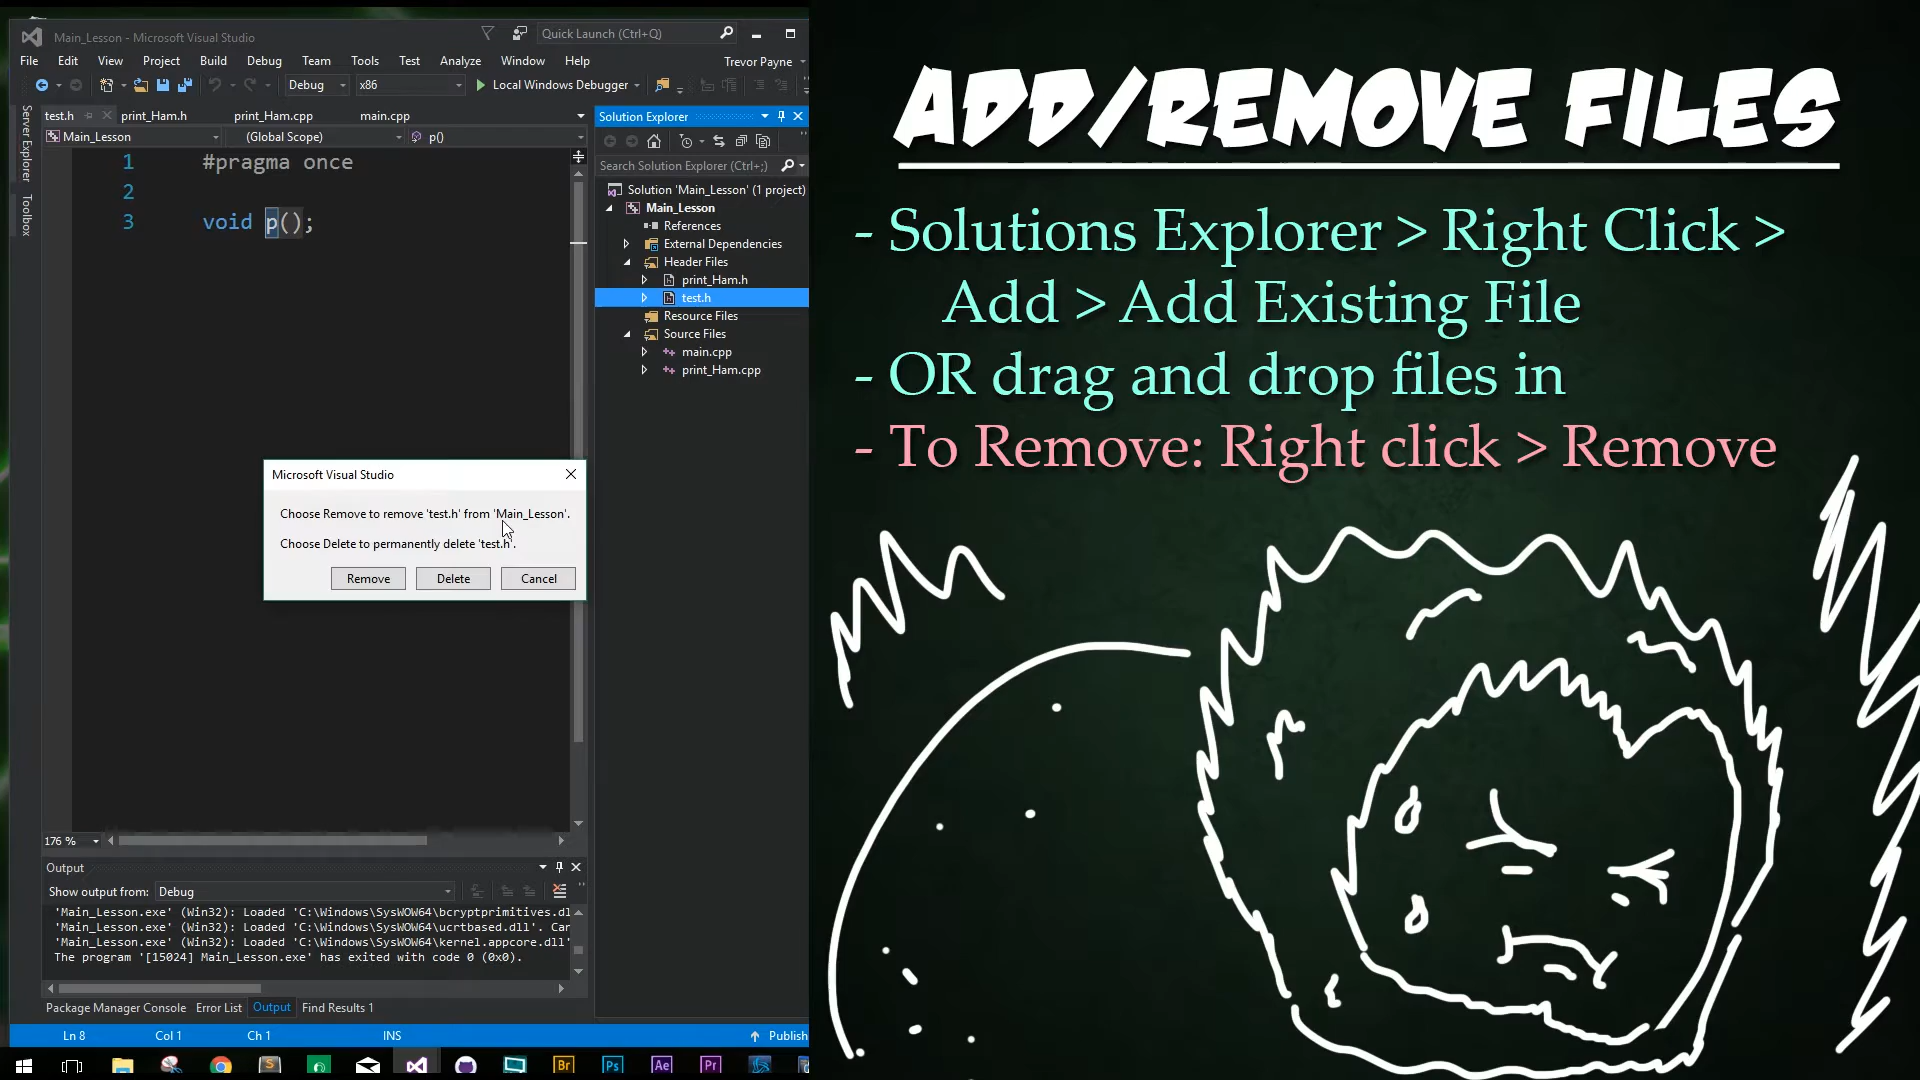 Main_Lesson - Microsoft Visual Studio
Quick Launch (Ctrl+Q)
File Edit View Project Build Debug Team Tools Test Analyze Window Help
Trevor Payne
Debug x86 Local Windows Debugger
Server Explorer
Toolbox
test.h print_Ham.h print_Ham.cpp main.cpp
Main_Lesson (Global Scope) p()
1 #pragma once
2
3 void p();
Solution Explorer
Search Solution Explorer (Ctrl+;)
Solution 'Main_Lesson' (1 project)
Main_Lesson
References
External Dependencies
Header Files
print_Ham.h
test.h
Resource Files
Source Files
main.cpp
print_Ham.cpp
Microsoft Visual Studio
Choose Remove to remove 'test.h' from 'Main_Lesson'.
Choose Delete to permanently delete 'test.h'.
Remove Delete Cancel
176 %
Output
Show output from: Debug
'Main_Lesson.exe' (Win32): Loaded 'C:\Windows\SysWOW64\bcryptprimitives.dl
'Main_Lesson.exe' (Win32): Loaded 'C:\Windows\SysWOW64\ucrtbased.dll'. Can
'Main_Lesson.exe' (Win32): Loaded 'C:\Windows\SysWOW64\kernel.appcore.dll'
The program '[15024] Main_Lesson.exe' has exited with code 0 (0x0).
Package Manager Console Error List Output Find Results 1
Ln 8 Col 1 Ch 1 INS Publish
Br Ps Ae Pr
ADD/REMOVE FILES
- Solutions Explorer > Right Click >
Add > Add Existing File
- OR drag and drop files in
- To Remove: Right click > Remove